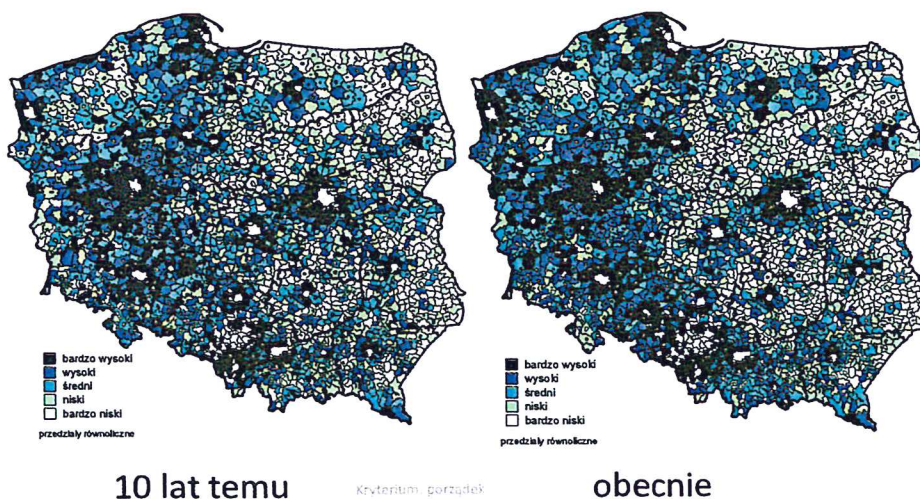 bardzo wysoki
wysoki
średni
niski
bardzo niski
przedziały równoliczne
bardzo wysoki
wysoki
średni
niski
bardzo niski
przedziały równoliczne
10 lat temu
Kryterium, porządek
obecnie